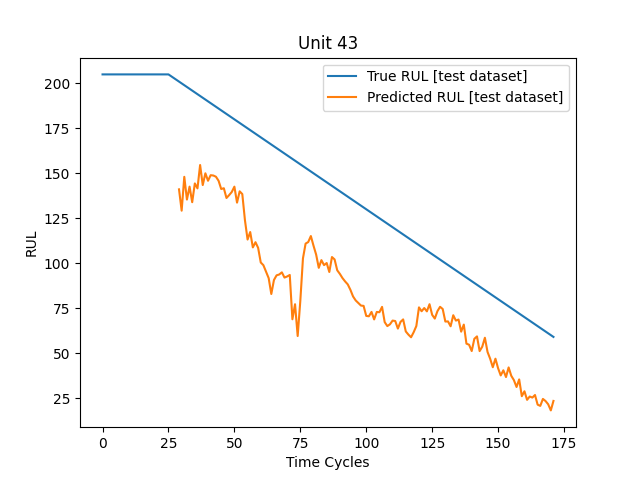 Unit 43
True RUL [test dataset]
Predicted RUL [test dataset]
RUL
200
175
150
125
100
75
50
25
0 25 50 75 100 125 150 175
Time Cycles